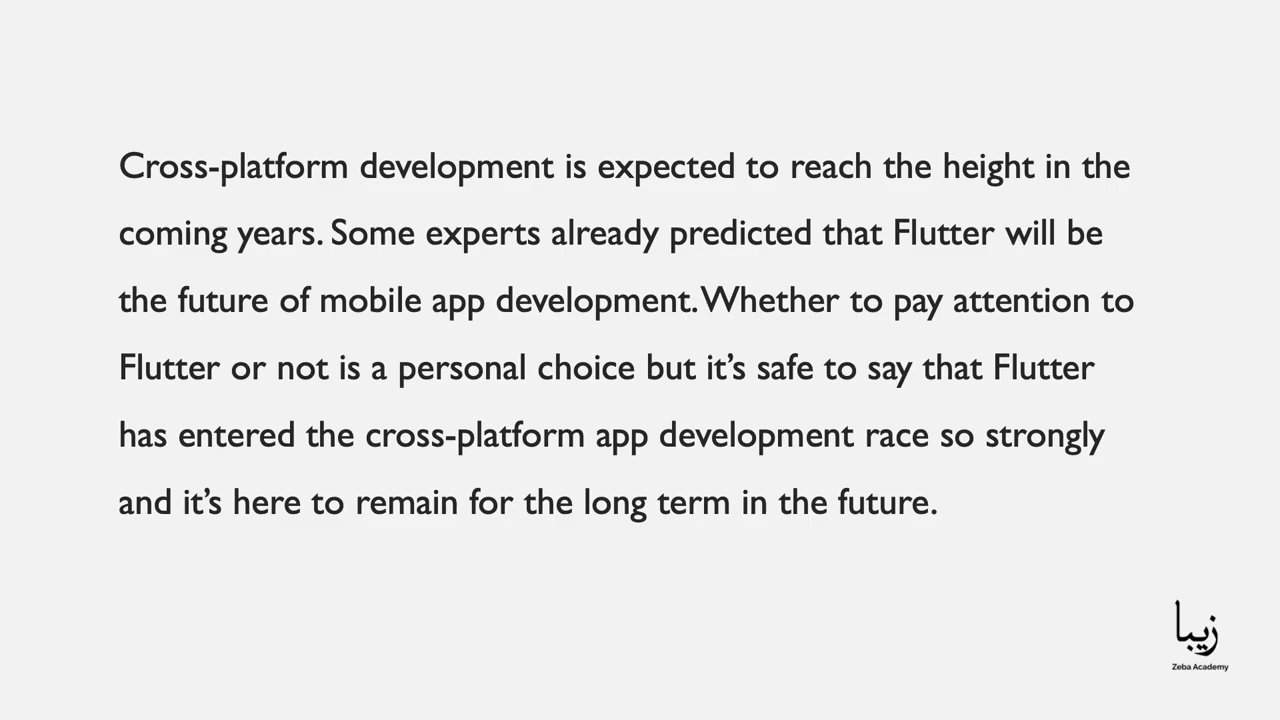 Cross-platform development is expected to reach the height in the
coming years. Some experts already predicted that Flutter will be
the future of mobile app development. Whether to pay attention to
Flutter or not is a personal choice but it’s safe to say that Flutter
has entered the cross-platform app development race so strongly
and it’s here to remain for the long term in the future.
زیبا
Zeba Academy